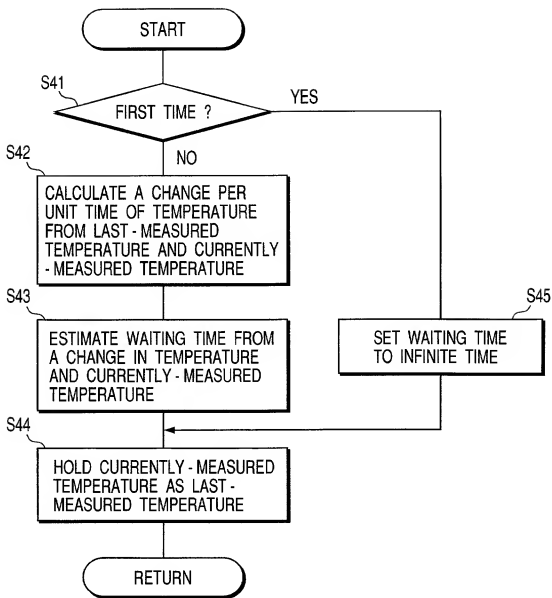 START
S41
FIRST TIME ?
YES
NO
S42
CALCULATE A CHANGE PER
UNIT TIME OF TEMPERATURE
FROM LAST - MEASURED
TEMPERATURE AND CURRENTLY
- MEASURED TEMPERATURE
S43
ESTIMATE WAITING TIME FROM
A CHANGE IN TEMPERATURE
AND CURRENTLY - MEASURED
TEMPERATURE
S45
SET WAITING TIME
TO INFINITE TIME
S44
HOLD CURRENTLY - MEASURED
TEMPERATURE AS LAST -
MEASURED TEMPERATURE
RETURN